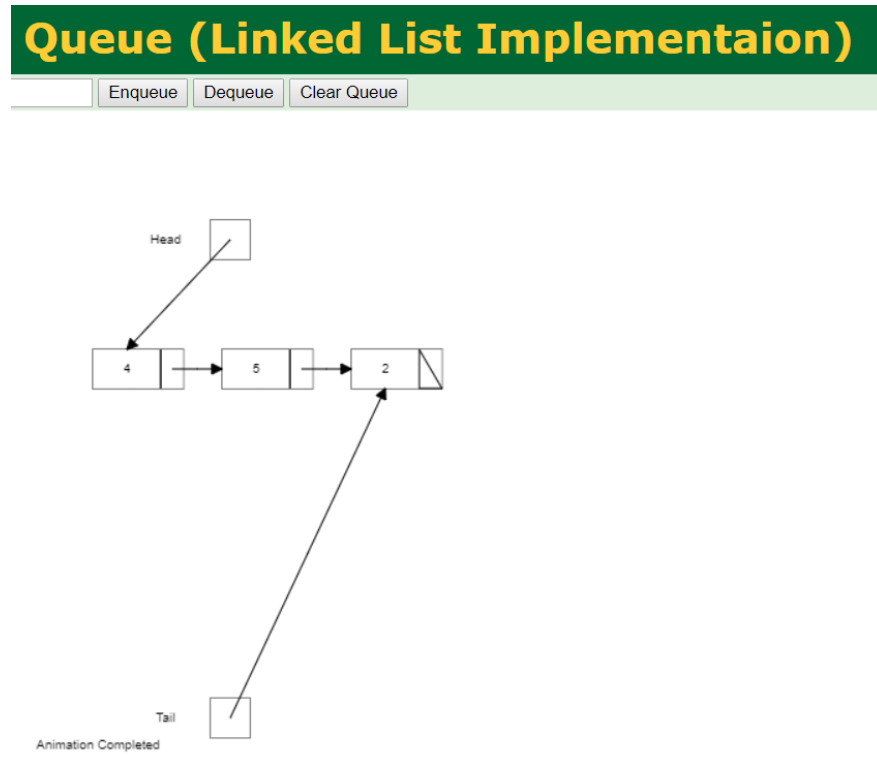 Queue (Linked List Implementaion)
Enqueue Dequeue Clear Queue
Head
4 5 2
Tail
Animation Completed